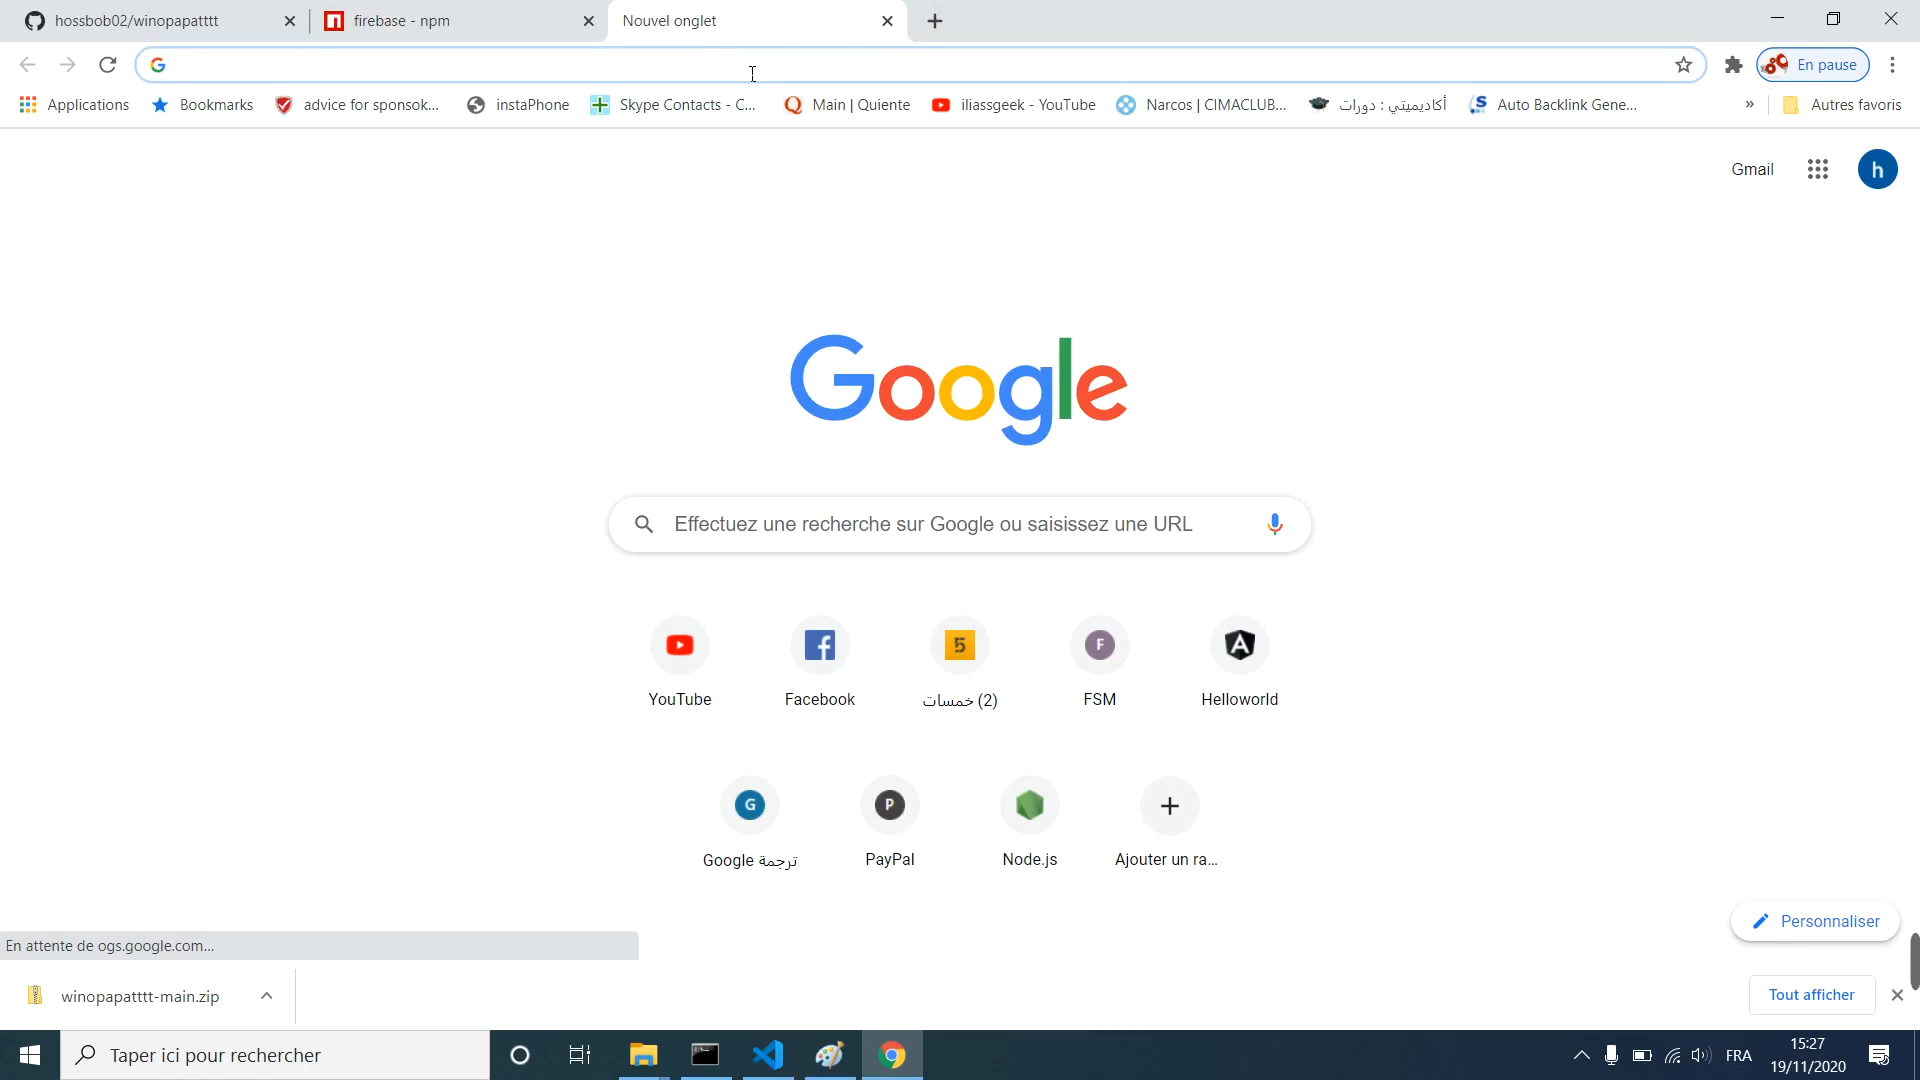 hossbob02/winopapatttt
firebase - npm
Nouvel onglet
En pause
Applications
Bookmarks
advice for sponsok...
instaPhone
Skype Contacts - C...
Main | Quiente
iliassgeek - YouTube
Narcos | CIMACLUB...
أكاديميتي : دورات
Auto Backlink Gene...
»
Autres favoris
Gmail
h
Google
Effectuez une recherche sur Google ou saisissez une URL
YouTube
Facebook
5
(2) خمسات
F
FSM
Helloworld
G
ترجمة Google
P
PayPal
Node.js
Ajouter un ra...
Personnaliser
En attente de ogs.google.com...
winopapatttt-main.zip
Tout afficher
Taper ici pour rechercher
FRA
15:27
19/11/2020